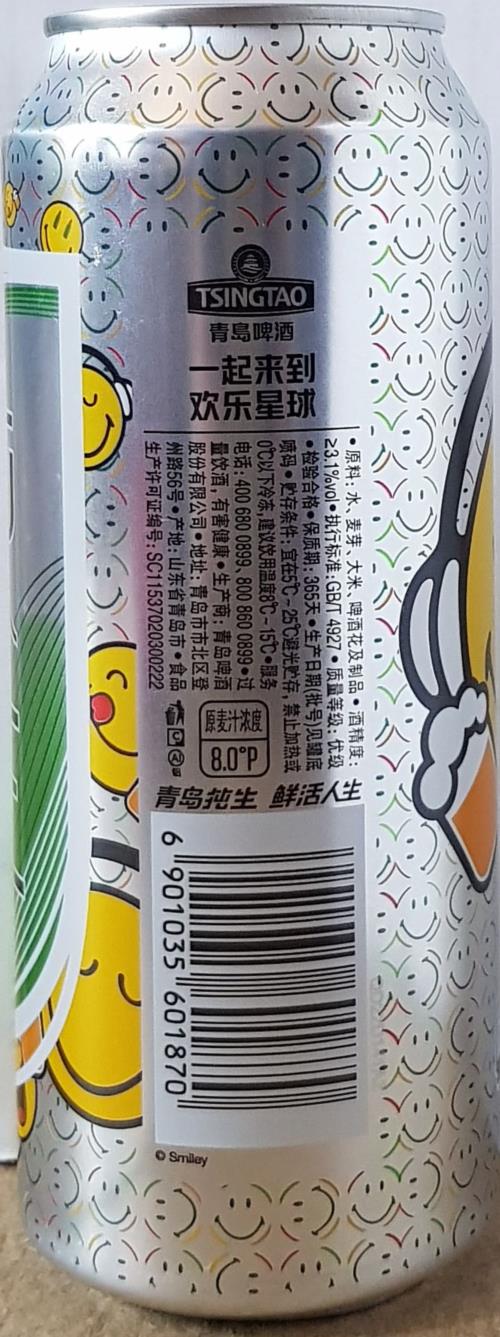 TSINGTAO
青岛啤酒
一起来到
欢乐星球
•原料:水、麦芽、大米、啤酒花及制品•酒精度:
≥3.1%vol•执行标准:GB/T 4927•质量等级:优级
•检验合格•保质期:365天•生产日期(批号)见罐底
喷码•贮存条件:宜在5℃~25℃避光贮存,禁止加热或
0℃以下冷冻,建议饮用温度8℃~15℃•服务
电话:400 680 0899、800 860 0899•过
量饮酒,有害健康•生产商:青岛啤酒
股份有限公司•地址:青岛市市北区登
州路56号•产地:山东省青岛市•食品
生产许可证编号:SC11537020300222
原麦汁浓度
8.0°P
Al
青岛纯生 鲜活人生
6 901035 601870
© Smiley